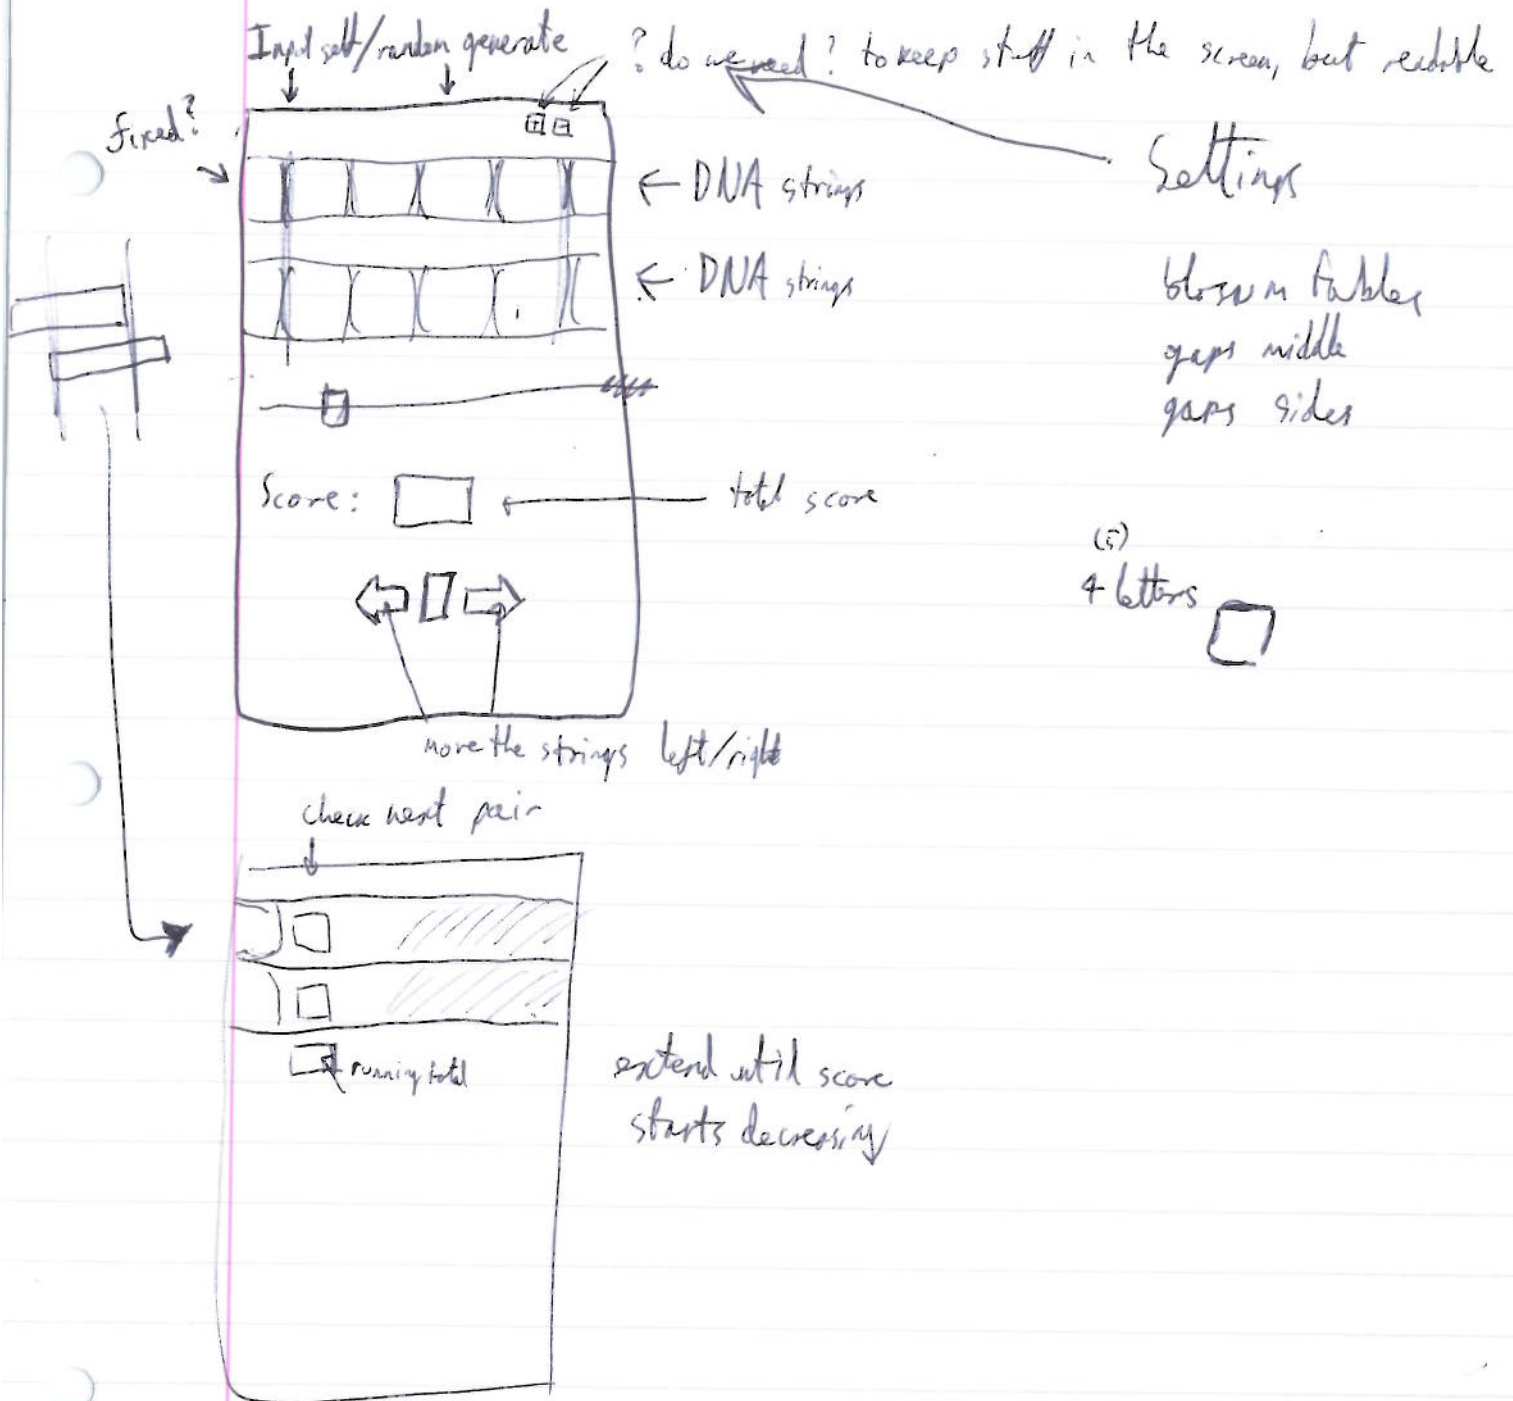 Input self/random generate
? do we need ? to keep stuff in the screen, but readable
fixed?
Settings
← DNA strings
← DNA strings
blosum tables
gaps middle
gaps sides
Score:
total score
(5)
4 letters
move the strings left/right
check next pair
running total
extend until score
starts decreasing